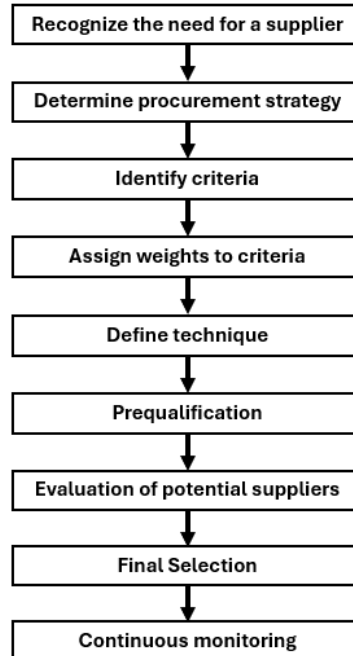 Recognize the need for a supplier
Determine procurement strategy
Identify criteria
Assign weights to criteria
Define technique
Prequalification
Evaluation of potential suppliers
Final Selection
Continuous monitoring